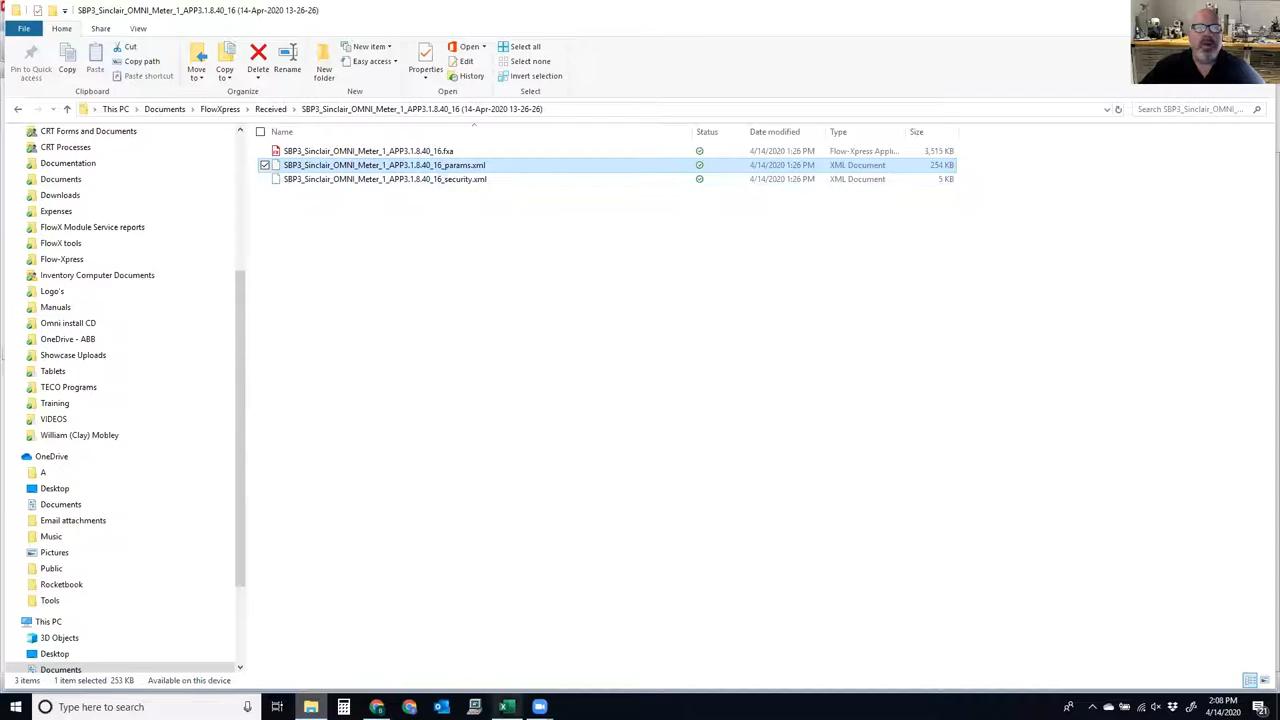 SBP3_Sinclair_OMNI_Meter_1_APP3.1.8.40_16 (14-Apr-2020 13-26-26)
File Home Share View
Pin to Quick access
Copy
Paste
Cut
Copy path
Paste shortcut
Clipboard
Move to
Copy to
Delete
Rename
Organize
New folder
New item
Easy access
New
Properties
Open
Edit
History
Open
Select all
Select none
Invert selection
Select
This PC Documents FlowXpress Received SBP3_Sinclair_OMNI_Meter_1_APP3.1.8.40_16 (14-Apr-2020 13-26-26)
Search SBP3_Sinclair_OMNI_...
Name Status Date modified Type Size
SBP3_Sinclair_OMNI_Meter_1_APP3.1.8.40_16.fxa 4/14/2020 1:26 PM Flow-Xpress Appli... 3,515 KB
SBP3_Sinclair_OMNI_Meter_1_APP3.1.8.40_16_params.xml 4/14/2020 1:26 PM XML Document 254 KB
SBP3_Sinclair_OMNI_Meter_1_APP3.1.8.40_16_security.xml 4/14/2020 1:26 PM XML Document 5 KB
CRT Forms and Documents
CRT Processes
Documentation
Documents
Downloads
Expenses
FlowX Module Service reports
FlowX tools
Flow-Xpress
Inventory Computer Documents
Logo's
Manuals
Omni install CD
OneDrive - ABB
Showcase Uploads
Tablets
TECO Programs
Training
VIDEOS
William (Clay) Mobley
OneDrive
A
Desktop
Documents
Email attachments
Music
Pictures
Public
Rocketbook
Tools
This PC
3D Objects
Desktop
Documents
3 items 1 item selected 253 KB Available on this device
Type here to search
2:08 PM
4/14/2020
21